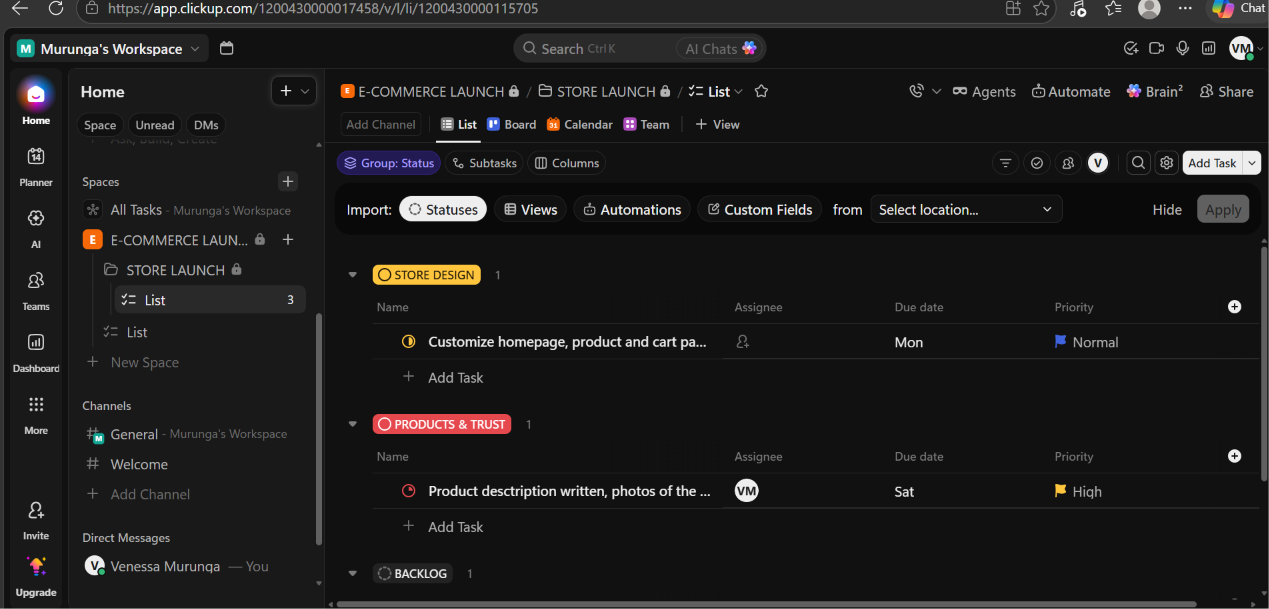 https://app.clickup.com/1200430000017458/v/l/li/1200430000115705
Chat
M Murunga's Workspace
Search Ctrl K AI Chats
VM
Home
Planner
AI
Teams
Dashboard
More
Invite
Upgrade
14
Home
Space Unread DMs
Ask, Build, Create
Spaces
All Tasks - Murunga's Workspace
E E-COMMERCE LAUN...
STORE LAUNCH
List 3
List
New Space
Channels
General - Murunga's Workspace
M
Welcome
Add Channel
Direct Messages
V Venessa Murunga — You
E E-COMMERCE LAUNCH / STORE LAUNCH / List
Agents Automate Brain² Share
Add Channel List Board 31 Calendar Team + View
Group: Status Subtasks Columns
V Add Task
Import: Statuses Views Automations Custom Fields from Select location... Hide Apply
STORE DESIGN 1
Name Assignee Due date Priority
Customize homepage, product and cart pa... Mon Normal
Add Task
PRODUCTS & TRUST 1
Name Assignee Due date Priority
Product desctription written, photos of the ... VM Sat High
Add Task
BACKLOG 1